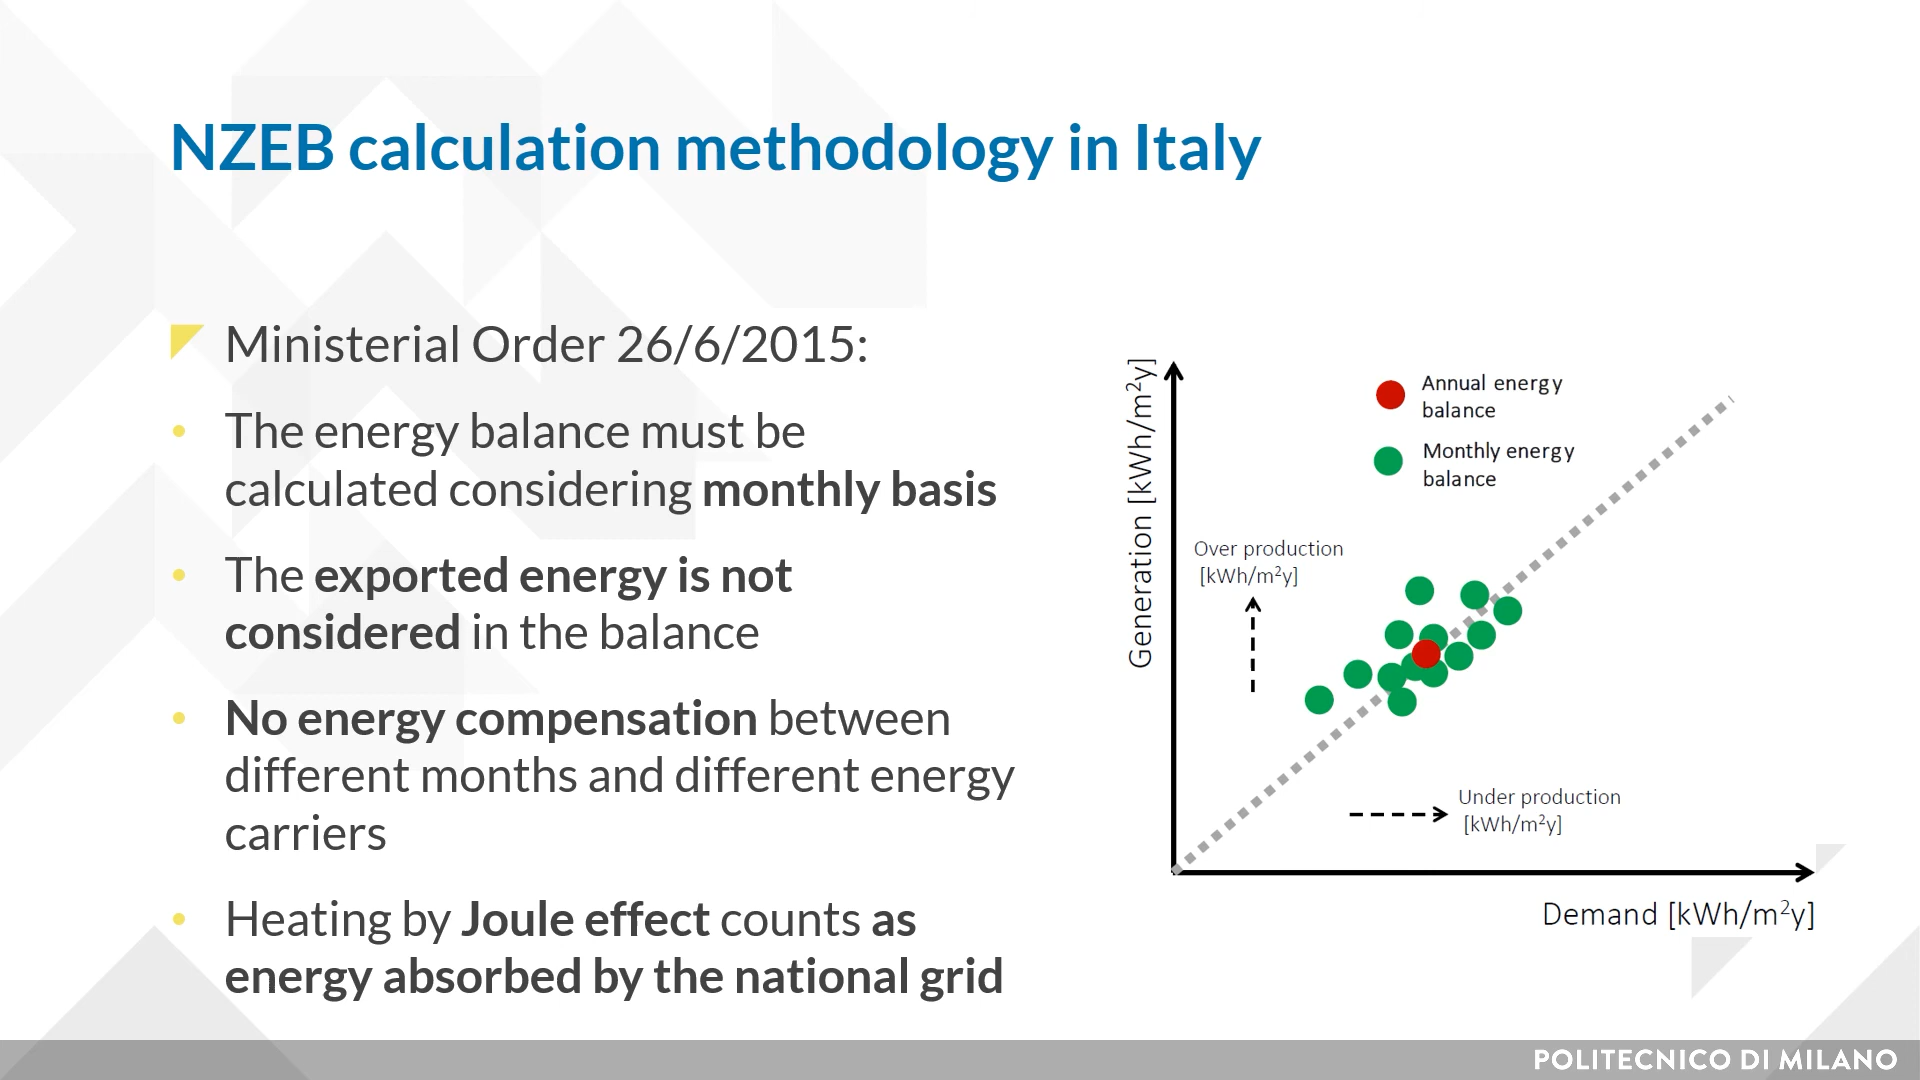 NZEB calculation methodology in Italy
Ministerial Order 26/6/2015:
• The energy balance must be
calculated considering monthly basis
• The exported energy is not
considered in the balance
• No energy compensation between
different months and different energy
carriers
• Heating by Joule effect counts as
energy absorbed by the national grid
Generation [kWh/m²y]
Annual energy
balance
Monthly energy
balance
Over production
[kWh/m²y]
Under production
[kWh/m²y]
Demand [kWh/m²y]
POLITECNICO DI MILANO